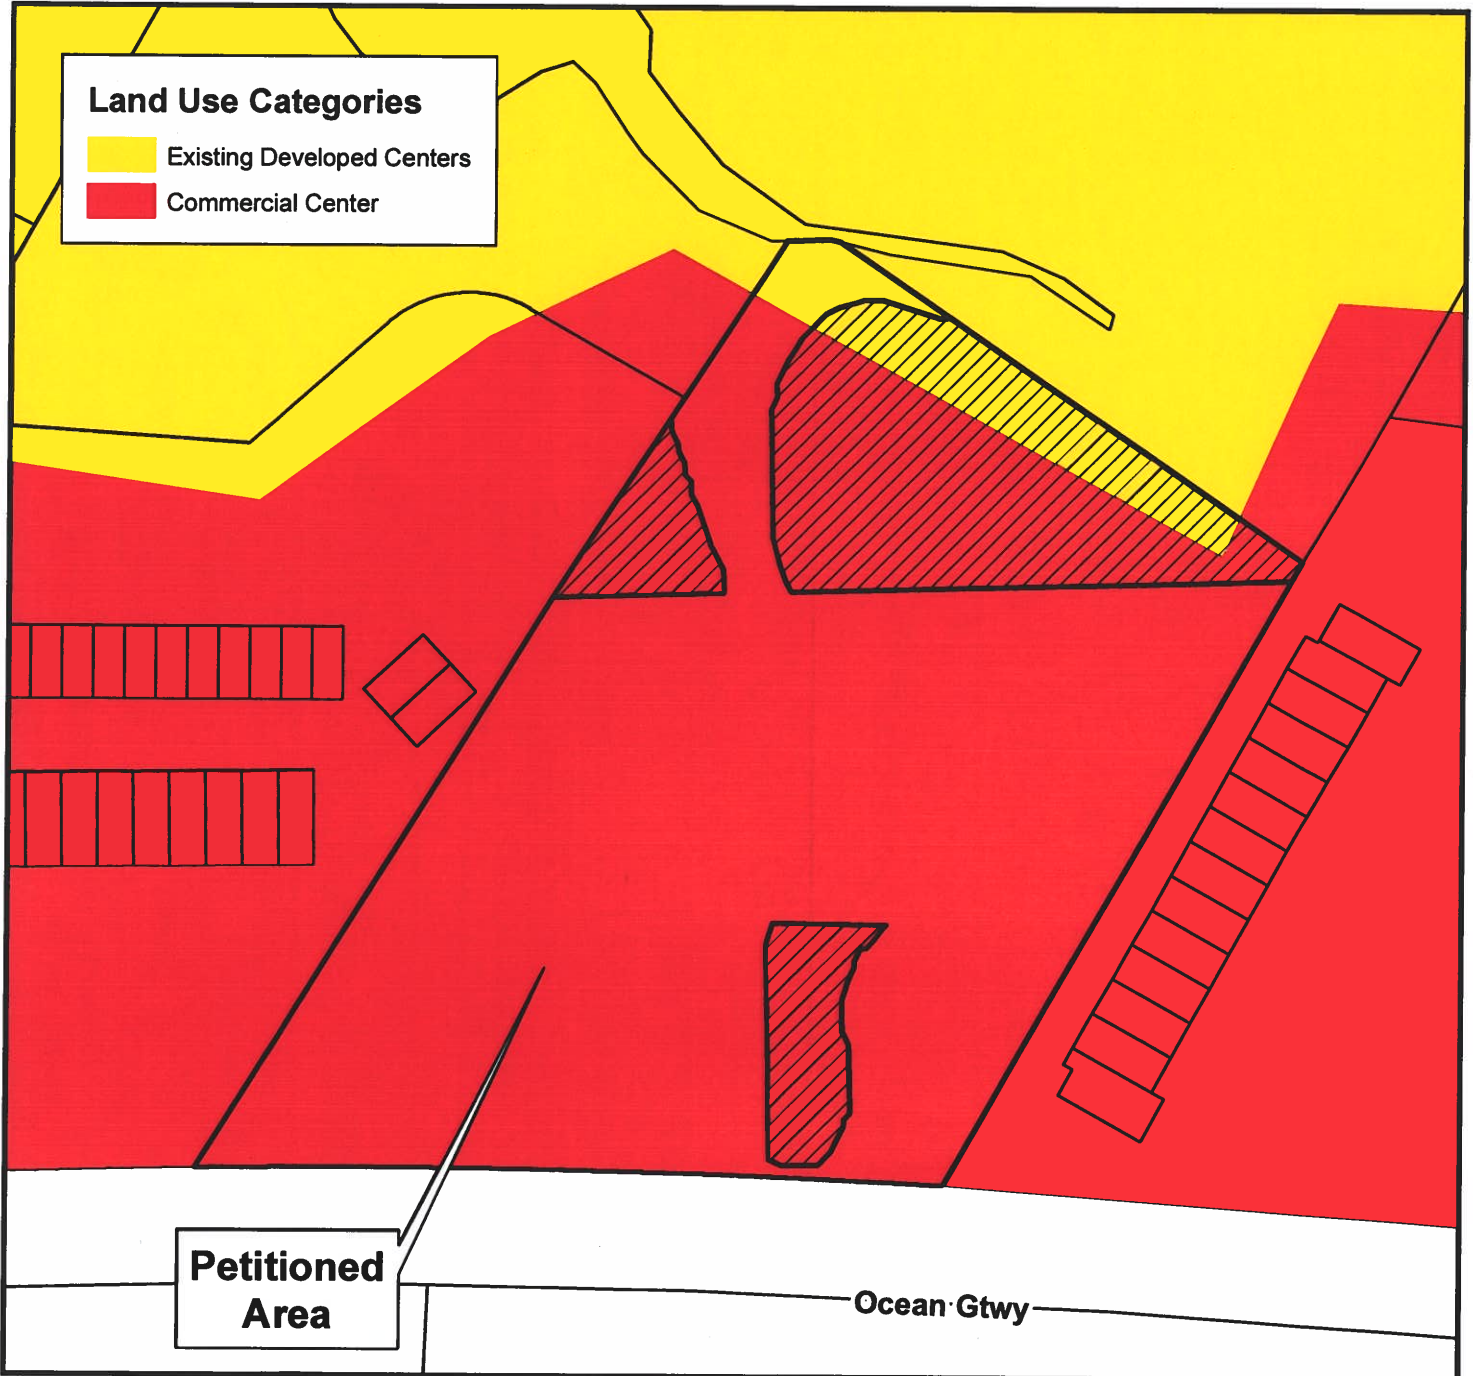 Land Use Categories
Existing Developed Centers
Commercial Center
Petitioned
Area
Ocean Gtwy